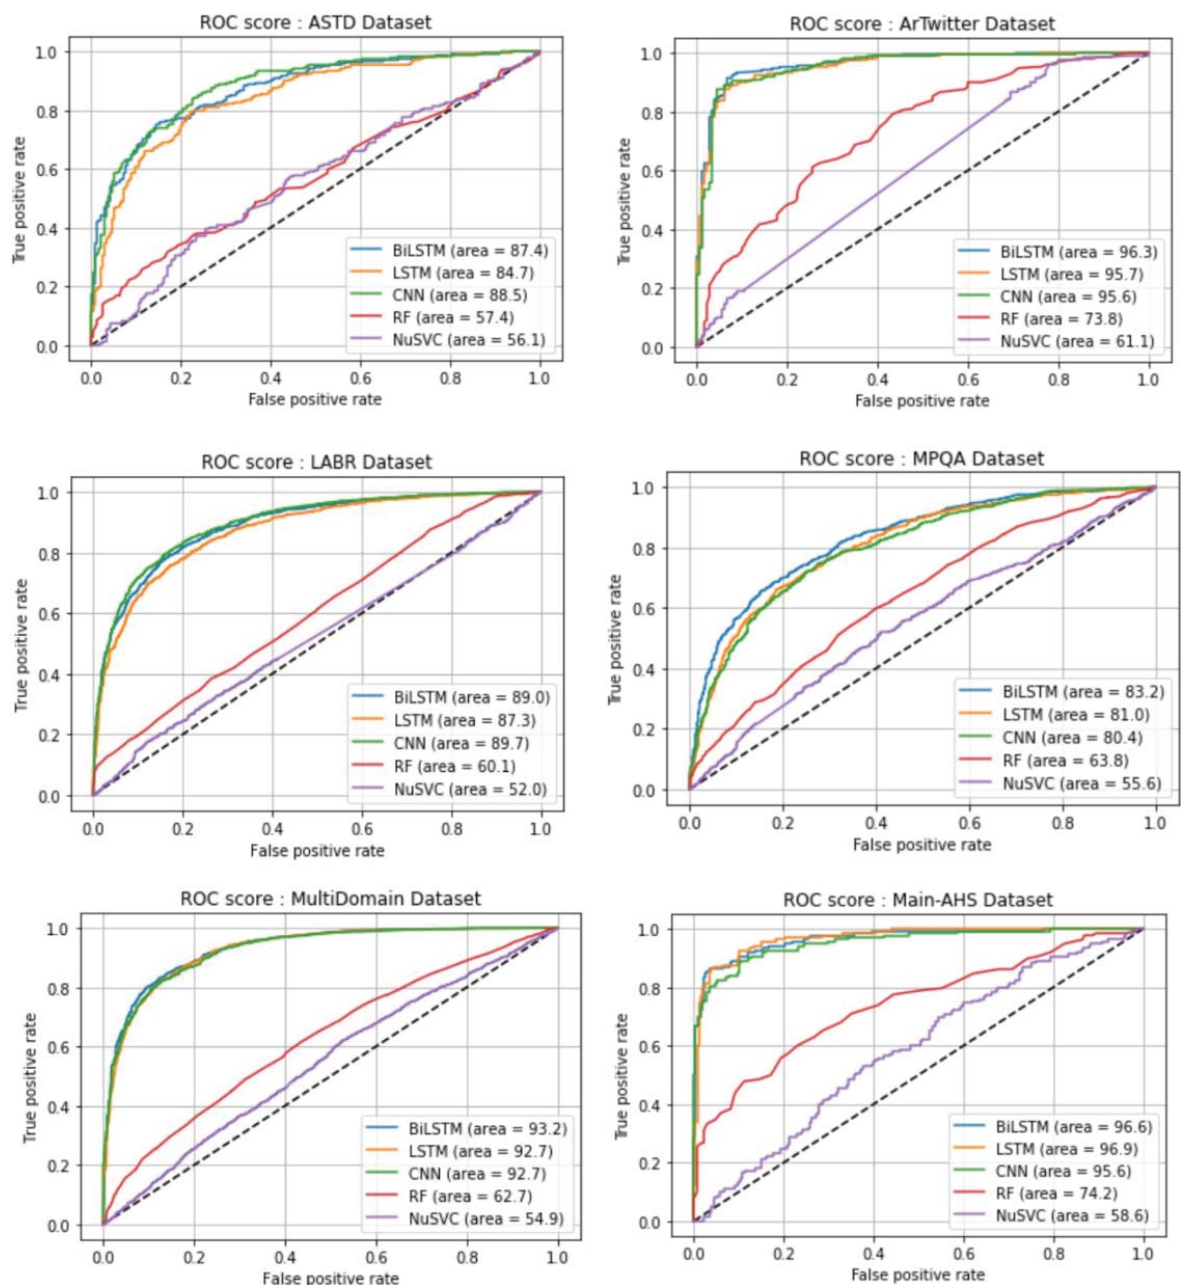 ROC score : ASTD Dataset
True positive rate
1.0
0.8
0.6
0.4
0.2
0.0
BiLSTM (area = 87.4)
LSTM (area = 84.7)
CNN (area = 88.5)
RF (area = 57.4)
NuSVC (area = 56.1)
0.0 0.2 0.4 0.6 0.8 1.0
False positive rate
ROC score : ArTwitter Dataset
True positive rate
1.0
0.8
0.6
0.4
0.2
0.0
BiLSTM (area = 96.3)
LSTM (area = 95.7)
CNN (area = 95.6)
RF (area = 73.8)
NuSVC (area = 61.1)
0.0 0.2 0.4 0.6 0.8 1.0
False positive rate
ROC score : LABR Dataset
True positive rate
1.0
0.8
0.6
0.4
0.2
0.0
BiLSTM (area = 89.0)
LSTM (area = 87.3)
CNN (area = 89.7)
RF (area = 60.1)
NuSVC (area = 52.0)
0.0 0.2 0.4 0.6 0.8 1.0
False positive rate
ROC score : MPQA Dataset
True positive rate
1.0
0.8
0.6
0.4
0.2
0.0
BiLSTM (area = 83.2)
LSTM (area = 81.0)
CNN (area = 80.4)
RF (area = 63.8)
NuSVC (area = 55.6)
0.0 0.2 0.4 0.6 0.8 1.0
False positive rate
ROC score : MultiDomain Dataset
True positive rate
1.0
0.8
0.6
0.4
0.2
0.0
BiLSTM (area = 93.2)
LSTM (area = 92.7)
CNN (area = 92.7)
RF (area = 62.7)
NuSVC (area = 54.9)
0.0 0.2 0.4 0.6 0.8 1.0
False positive rate
ROC score : Main-AHS Dataset
True positive rate
1.0
0.8
0.6
0.4
0.2
0.0
BiLSTM (area = 96.6)
LSTM (area = 96.9)
CNN (area = 95.6)
RF (area = 74.2)
NuSVC (area = 58.6)
0.0 0.2 0.4 0.6 0.8 1.0
False positive rate